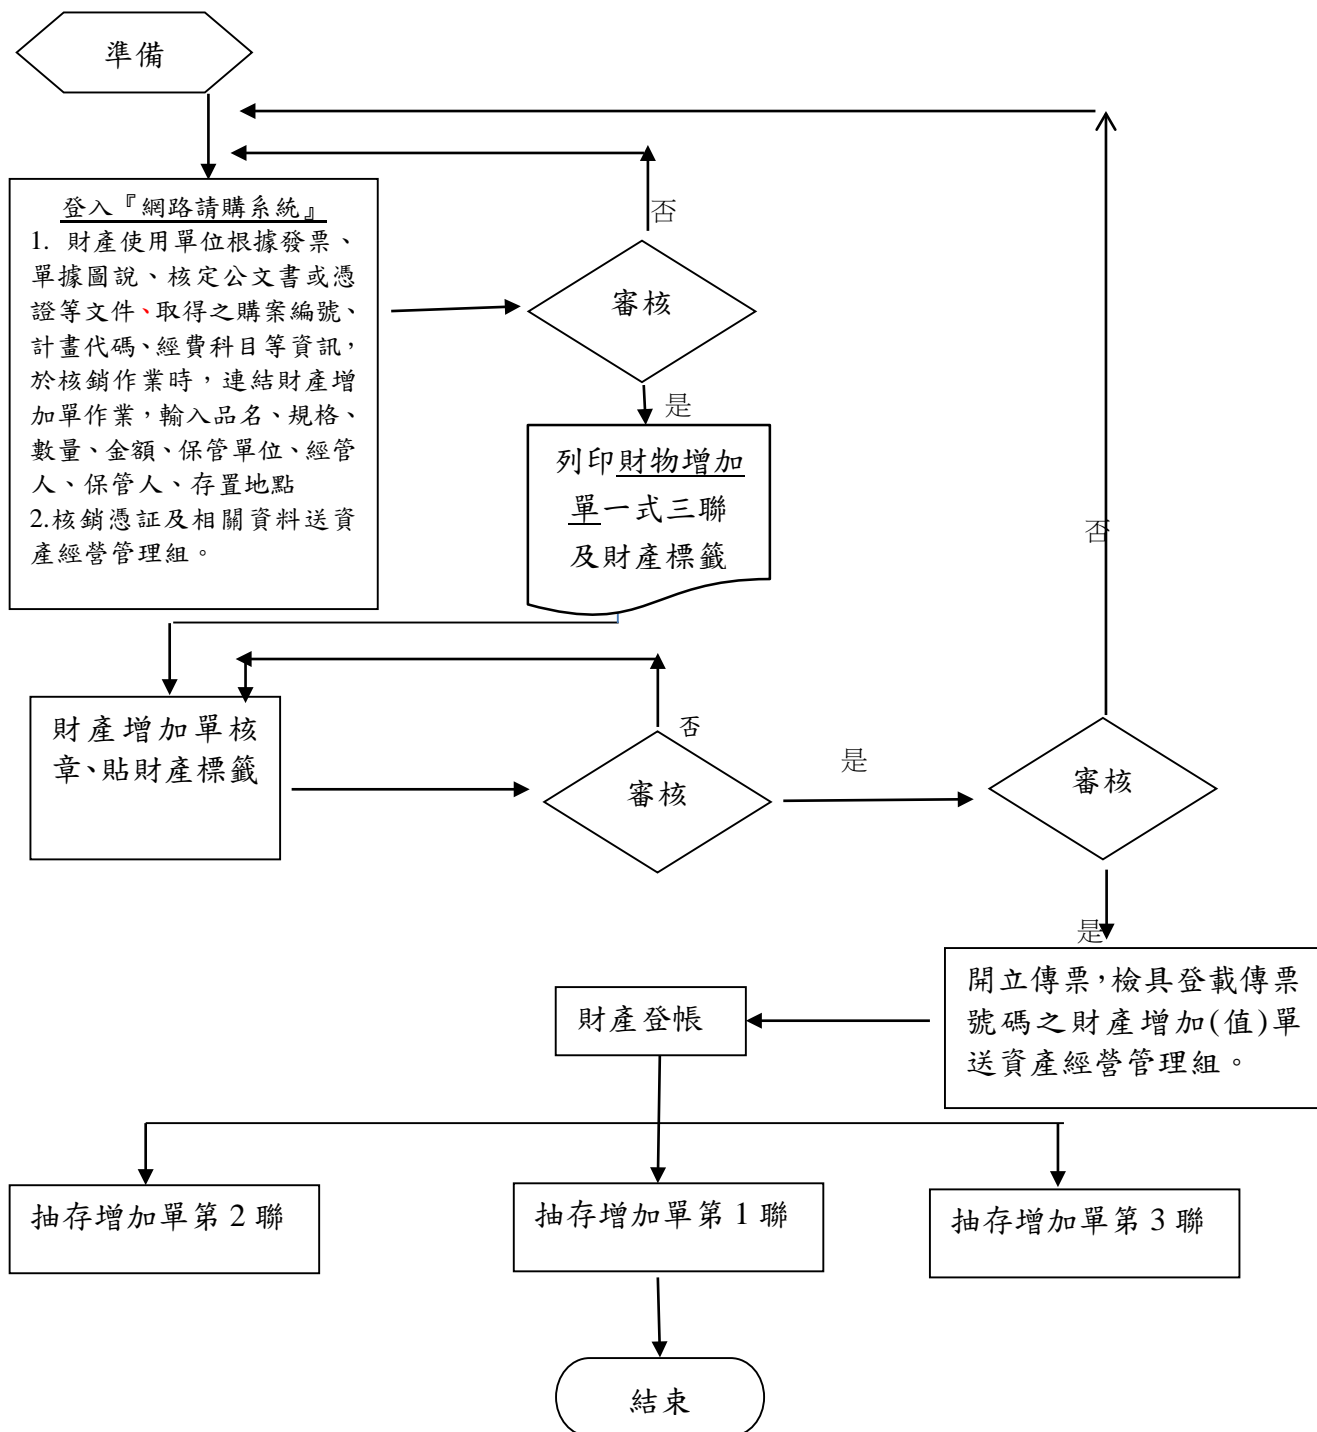 準備
登入『網路請購系統』
1. 財產使用單位根據發票、
單據圖說、核定公文書或憑
證等文件、取得之購案編號、
計畫代碼、經費科目等資訊，
於核銷作業時，連結財產增
加單作業，輸入品名、規格、
數量、金額、保管單位、經管
人、保管人、存置地點
2.核銷憑証及相關資料送資
產經營管理組。
否
審核
是
列印財物增加
單一式三聯
及財產標籤
否
財產增加單核
章、貼財產標籤
否
審核
是
審核
是
開立傳票，檢具登載傳票
號碼之財產增加(值)單
送資產經營管理組。
財產登帳
抽存增加單第 2 聯
抽存增加單第 1 聯
抽存增加單第 3 聯
結束